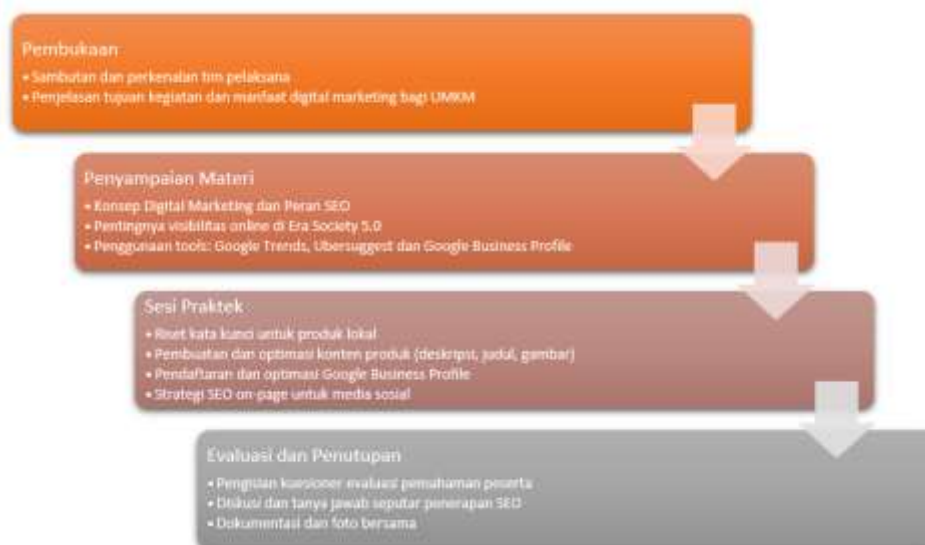 Pembukaan
• Sambutan dan perkenalan tim pelaksana
• Penjelasan tujuan kegiatan dan manfaat digital marketing bagi UMKM
Penyampaian Materi
• Konsep Digital Marketing dan Peran SEO
• Pentingnya visibilitas online di Era Society 5.0
• Penggunaan tools: Google Trends, Ubersuggest dan Google Business Profile
Sesi Praktek
• Riset kata kunci untuk produk lokal
• Pembuatan dan optimasi konten produk (deskripsi, judul, gambar)
• Pendaftaran dan optimasi Google Business Profile
• Strategi SEO on-page untuk media sosial
Evaluasi dan Penutupan
• Pengisian kuesioner evaluasi pemahaman peserta
• Diskusi dan tanya jawab seputar penerapan SEO
• Dokumentasi dan foto bersama